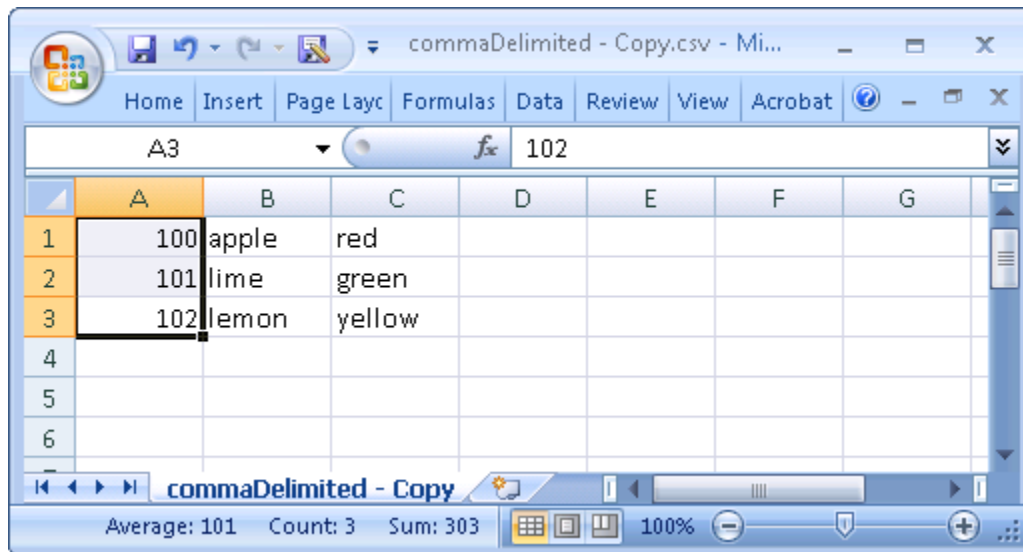 commaDelimited - Copy.csv - Mi...
Home Insert Page Layc Formulas Data Review View Acrobat
A3 fx 102
A B C D E F G
1 100 apple red
2 101 lime green
3 102 lemon yellow
4
5
6
commaDelimited - Copy
Average: 101 Count: 3 Sum: 303 100%